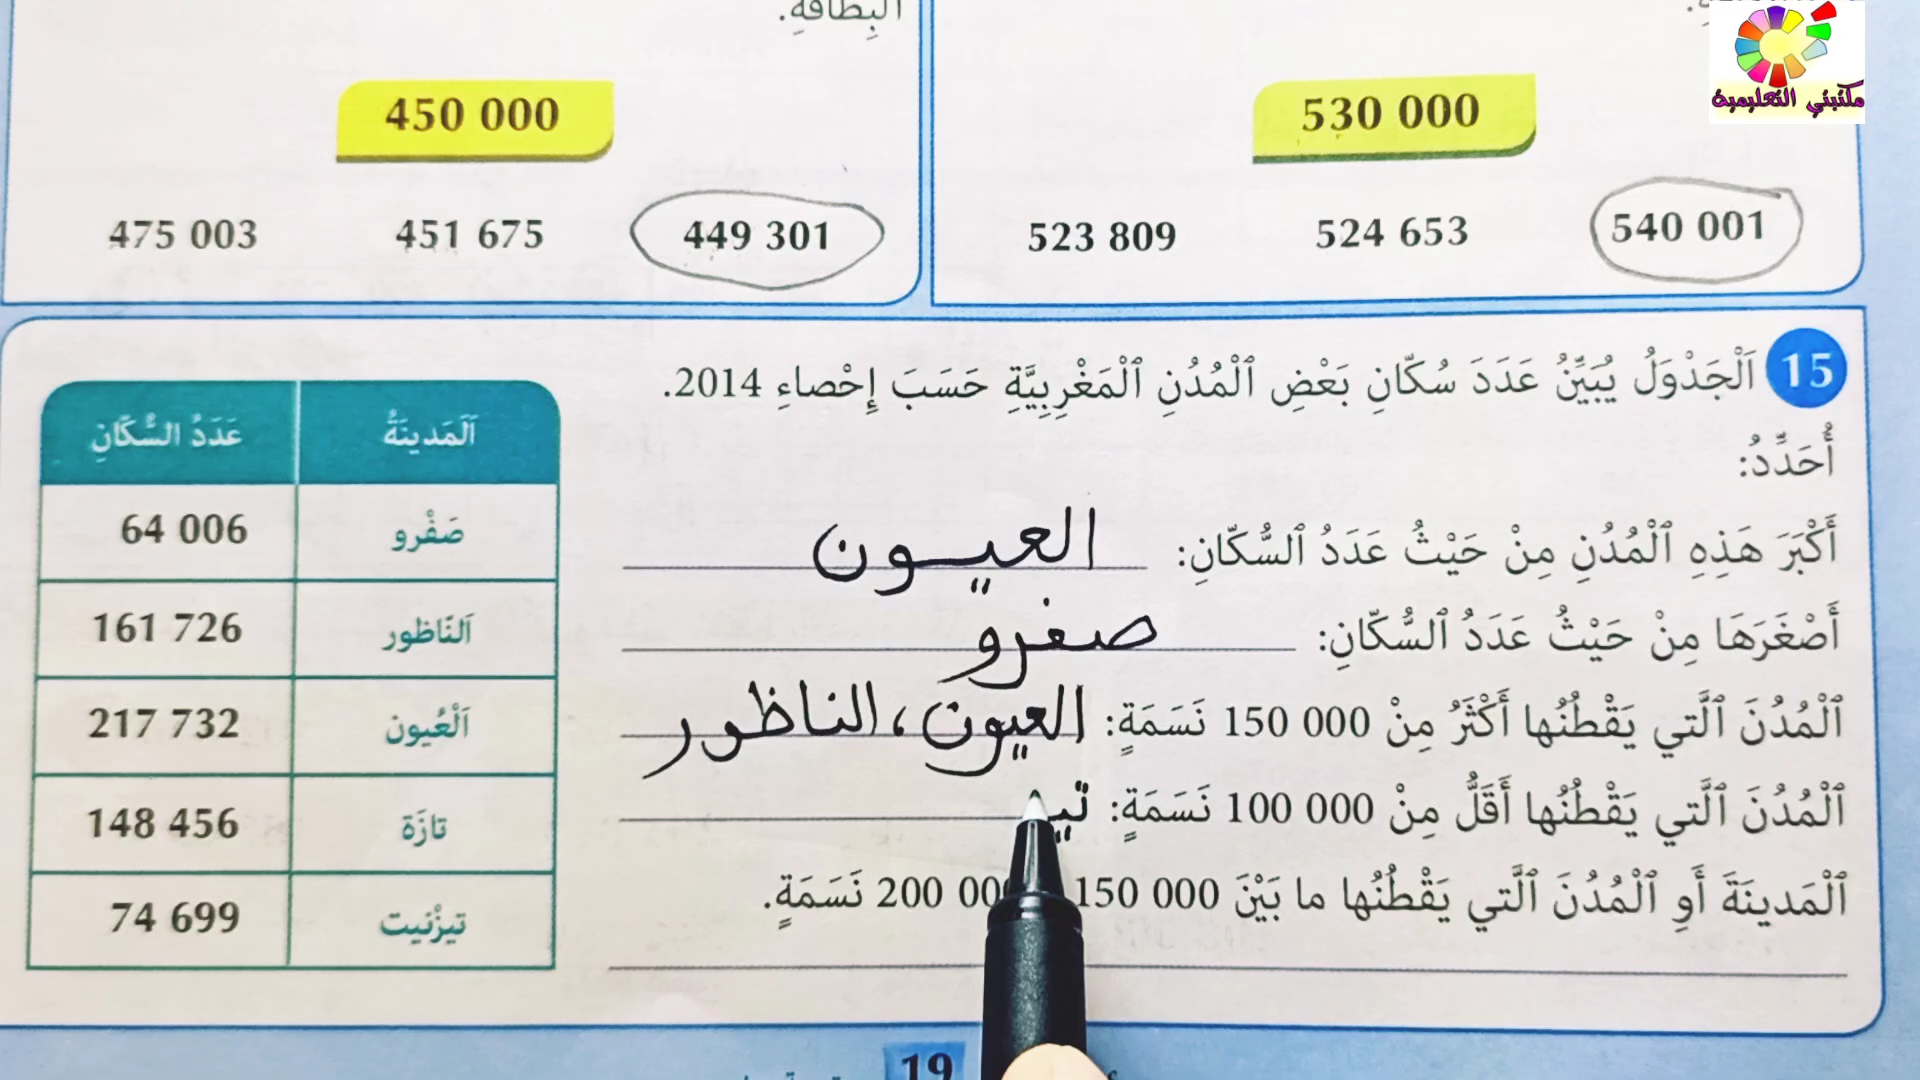 البطاقة.
450 000
475 003 451 675 449 301
530 000
523 809 524 653 540 001
مكتبتي التعليمية
15 اَلْجَدْوَلُ يُبَيِّنُ عَدَدَ سُكّانِ بَعْضِ ٱلْمُدُنِ ٱلْمَغْرِبِيَّةِ حَسَبَ إِحْصاءِ 2014.
أُحَدِّدُ:
أَكْبَرَ هَذِهِ ٱلْمُدُنِ مِنْ حَيْثُ عَدَدُ ٱلسُّكّانِ: العيون
أَصْغَرَهَا مِنْ حَيْثُ عَدَدُ ٱلسُّكّانِ: صفرو
ٱلْمُدُنَ ٱلَّتي يَقْطُنُها أَكْثَرُ مِنْ 150 000 نَسَمَةٍ: العيون، الناظور
ٱلْمُدُنَ ٱلَّتي يَقْطُنُها أَقَلُّ مِنْ 100 000 نَسَمَةٍ: تيـ
ٱلْمَدينَةَ أَوِ ٱلْمُدُنَ ٱلَّتي يَقْطُنُها ما بَيْنَ 150 000 200 00 نَسَمَةٍ.
اَلْمَدينَةُ عَدَدُ السُّكّانِ
صَفْرو 64 006
اَلنّاظور 161 726
اَلْعُيون 217 732
تازَة 148 456
تيزْنيت 74 699
19